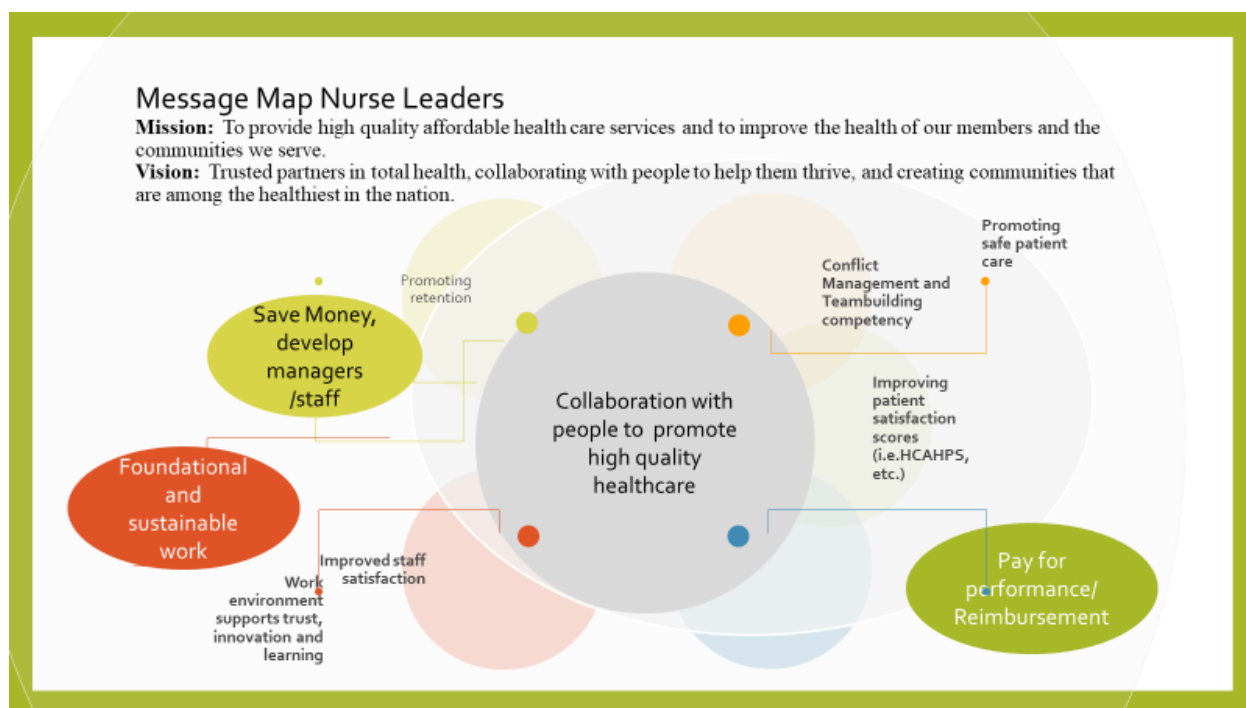 Message Map Nurse Leaders
Mission: To provide high quality affordable health care services and to improve the health of our members and the
communities we serve.
Vision: Trusted partners in total health, collaborating with people to help them thrive, and creating communities that
are among the healthiest in the nation.
Promoting
retention
Save Money,
develop
managers
/staff
Conflict
Management and
Teambuilding
competency
Promoting
safe patient
care
Collaboration with
people to promote
high quality
healthcare
Improving
patient
satisfaction
scores
(i.e.HCAHPS,
etc.)
Foundational
and
sustainable
work
Improved staff
satisfaction
Work
environment
supports trust,
innovation and
learning
Pay for
performance/
Reimbursement